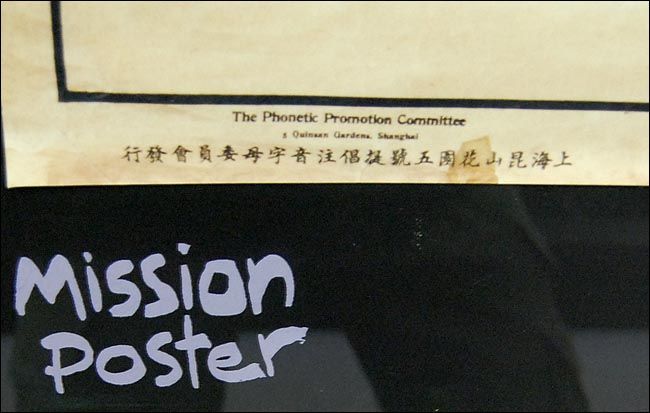 The Phonetic Promotion Committee
5 Quinsan Gardens, Shanghai
上海昆山花園五號提倡注音字母委員會發行
Mission
Poster